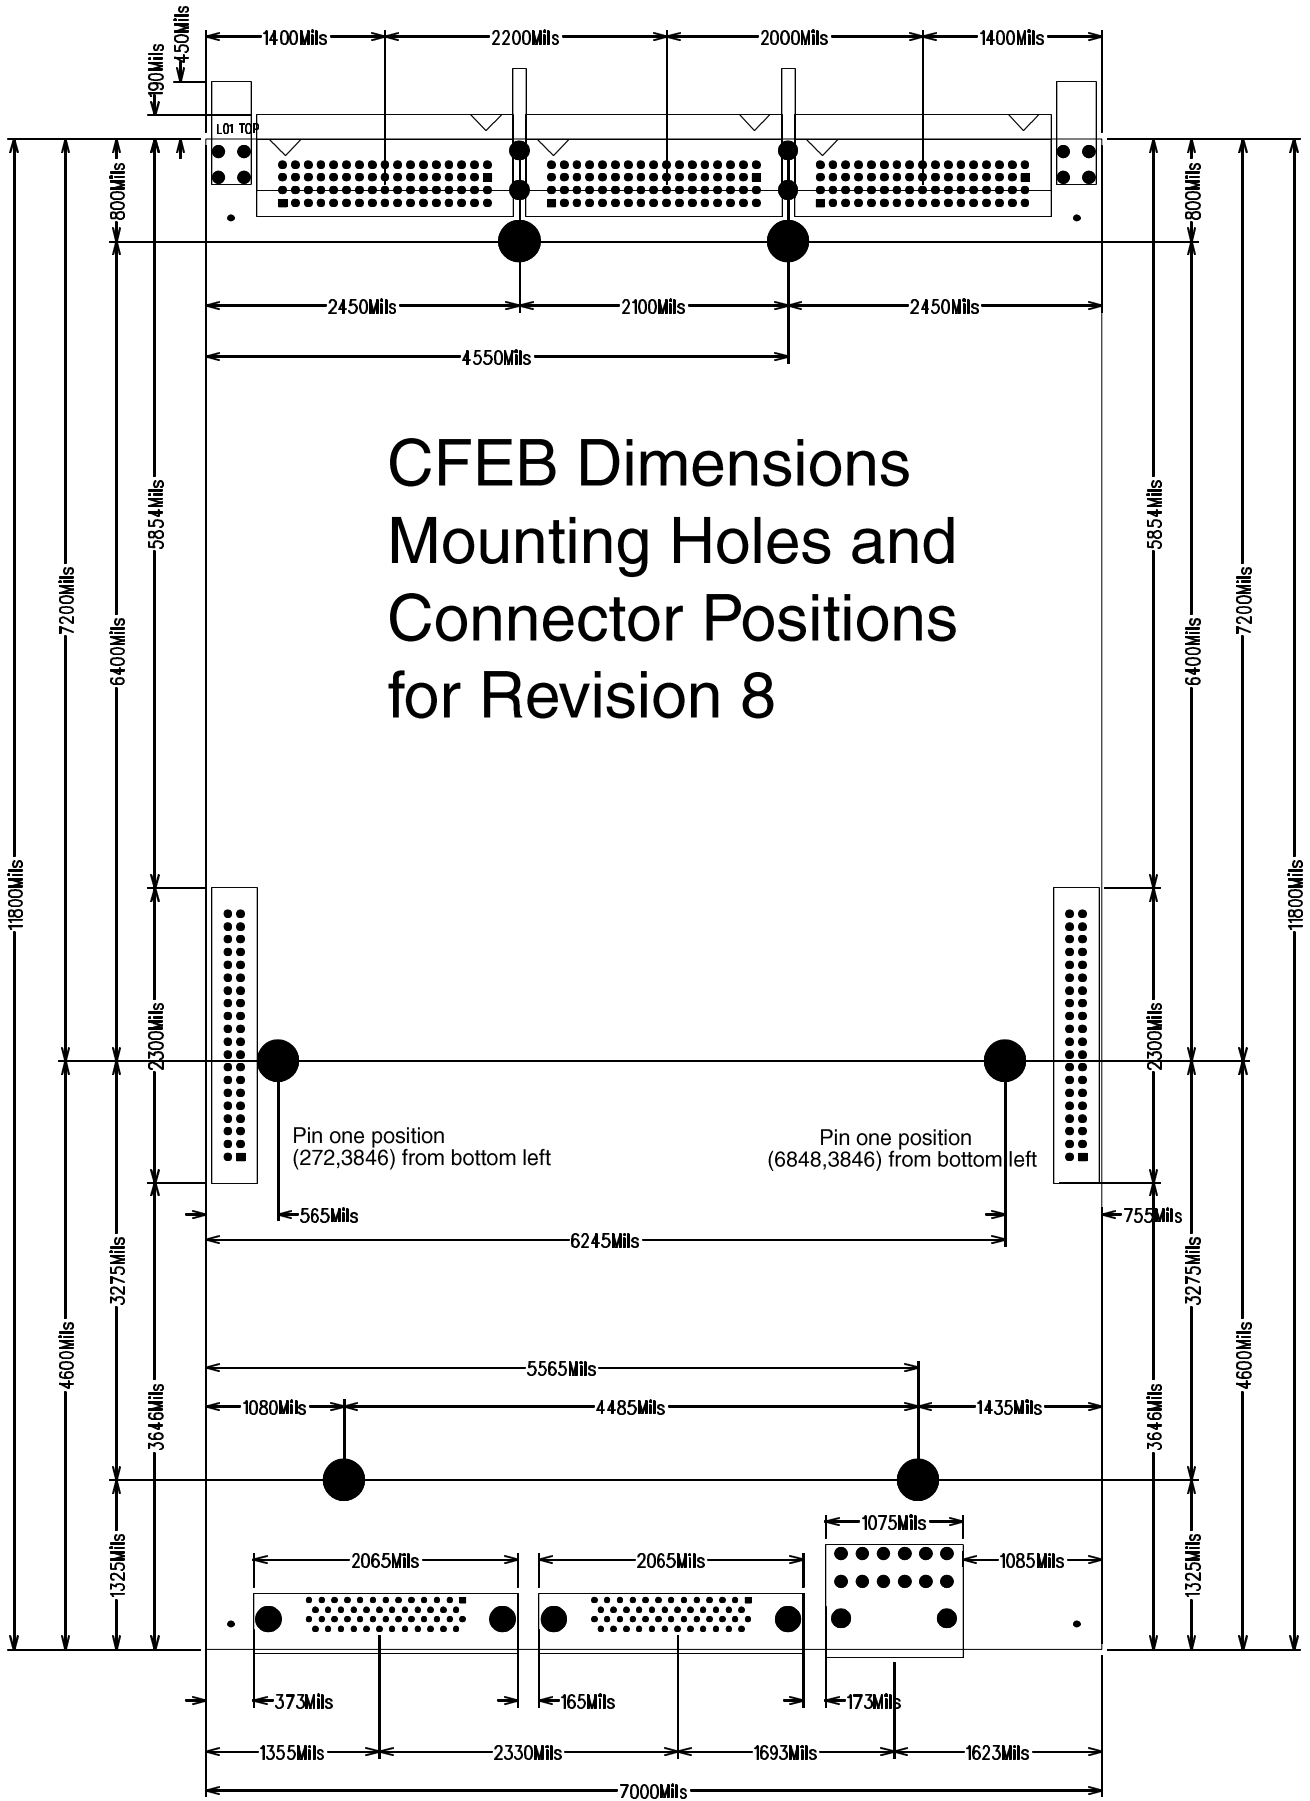 450Mils
190Mils
1400Mils 2200Mils 2000Mils 1400Mils
L01 TOP
800Mils 800Mils
2450Mils 2100Mils 2450Mils
4550Mils
CFEB Dimensions
Mounting Holes and
Connector Positions
for Revision 8
5854Mils 5854Mils
7200Mils 7200Mils
6400Mils 6400Mils
11800Mils 11800Mils
2300Mils 2300Mils
Pin one position
(272,3846) from bottom left
Pin one position
(6848,3846) from bottom left
565Mils 755Mils
6245Mils
3275Mils 3275Mils
4600Mils 4600Mils
5565Mils
1080Mils 4485Mils 1435Mils
3646Mils 3646Mils
1075Mils
2065Mils 2065Mils 1085Mils
1325Mils 1325Mils
373Mils 165Mils 173Mils
1355Mils 2330Mils 1693Mils 1623Mils
7000Mils